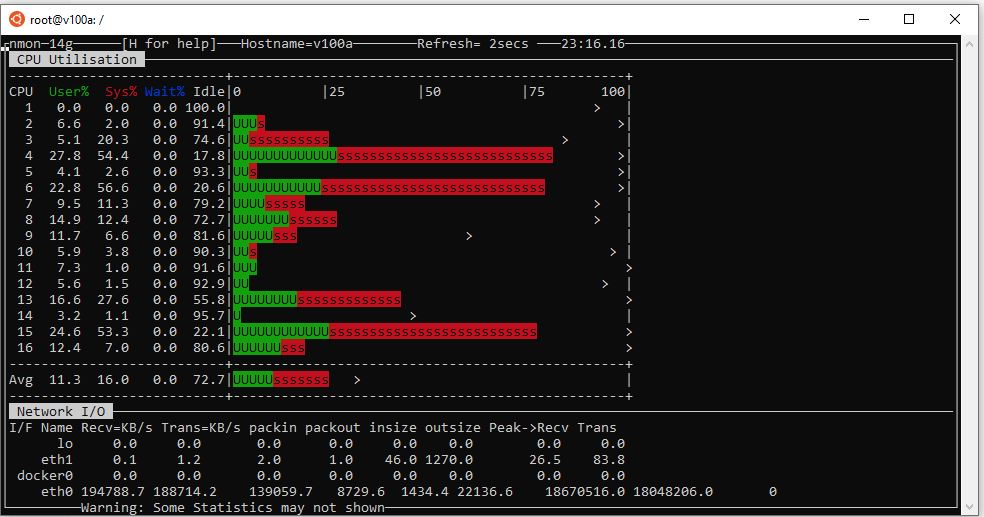 root@v100a: /
nmon-14g [H for help] Hostname=v100a Refresh= 2secs 23:16.16
CPU Utilisation
CPU User% Sys% Wait% Idle|0 |25 |50 |75 100|
1 0.0 0.0 0.0 100.0| > |
2 6.6 2.0 0.0 91.4|UUUs >|
3 5.1 20.3 0.0 74.6|UUssssssssss > |
4 27.8 54.4 0.0 17.8|UUUUUUUUUUUUUsssssssssssssssssssssssssss >|
5 4.1 2.6 0.0 93.3|UUs >|
6 22.8 56.6 0.0 20.6|UUUUUUUUUUUssssssssssssssssssssssssssss >|
7 9.5 11.3 0.0 79.2|UUUUsssss > |
8 14.9 12.4 0.0 72.7|UUUUUUUssssss > |
9 11.7 6.6 0.0 81.6|UUUUUsss > |
10 5.9 3.8 0.0 90.3|UUs > |
11 7.3 1.0 0.0 91.6|UUU >
12 5.6 1.5 0.0 92.9|UU > |
13 16.6 27.6 0.0 55.8|UUUUUUUUsssssssssssss >
14 3.2 1.1 0.0 95.7|U > |
15 24.6 53.3 0.0 22.1|UUUUUUUUUUUUssssssssssssssssssssssssss >
16 12.4 7.0 0.0 80.6|UUUUUUsss >
Avg 11.3 16.0 0.0 72.7|UUUUUsssssss > |
Network I/O
I/F Name Recv=KB/s Trans=KB/s packin packout insize outsize Peak->Recv Trans
lo 0.0 0.0 0.0 0.0 0.0 0.0 0.0 0.0
eth1 0.1 1.2 2.0 1.0 46.0 1270.0 26.5 83.8
docker0 0.0 0.0 0.0 0.0 0.0 0.0 0.0 0.0
eth0 194788.7 188714.2 139059.7 8729.6 1434.4 22136.6 18670516.0 18048206.0 0
Warning: Some Statistics may not shown